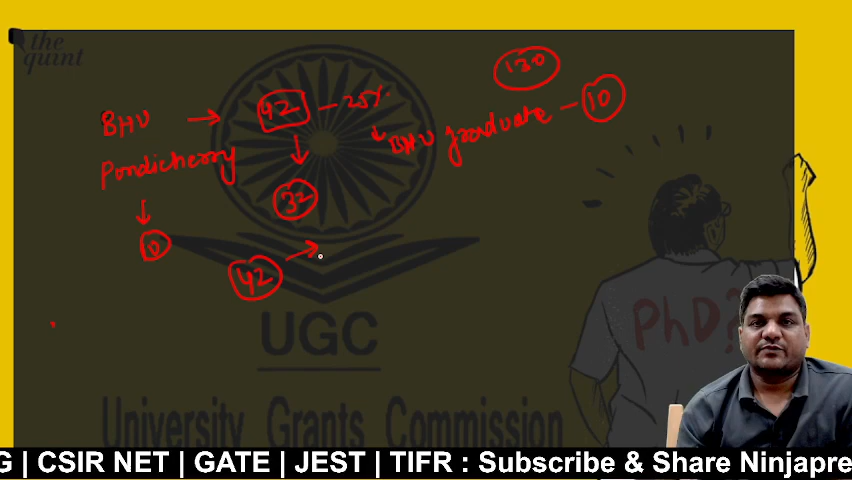 the
quint
130
BHU → 42 - 25%
↓ BHU graduate - 10
Pondicherry
32
0
42 →
PhD?
UGC
University Grants Commission
G | CSIR NET | GATE | JEST | TIFR : Subscribe & Share Ninjapre